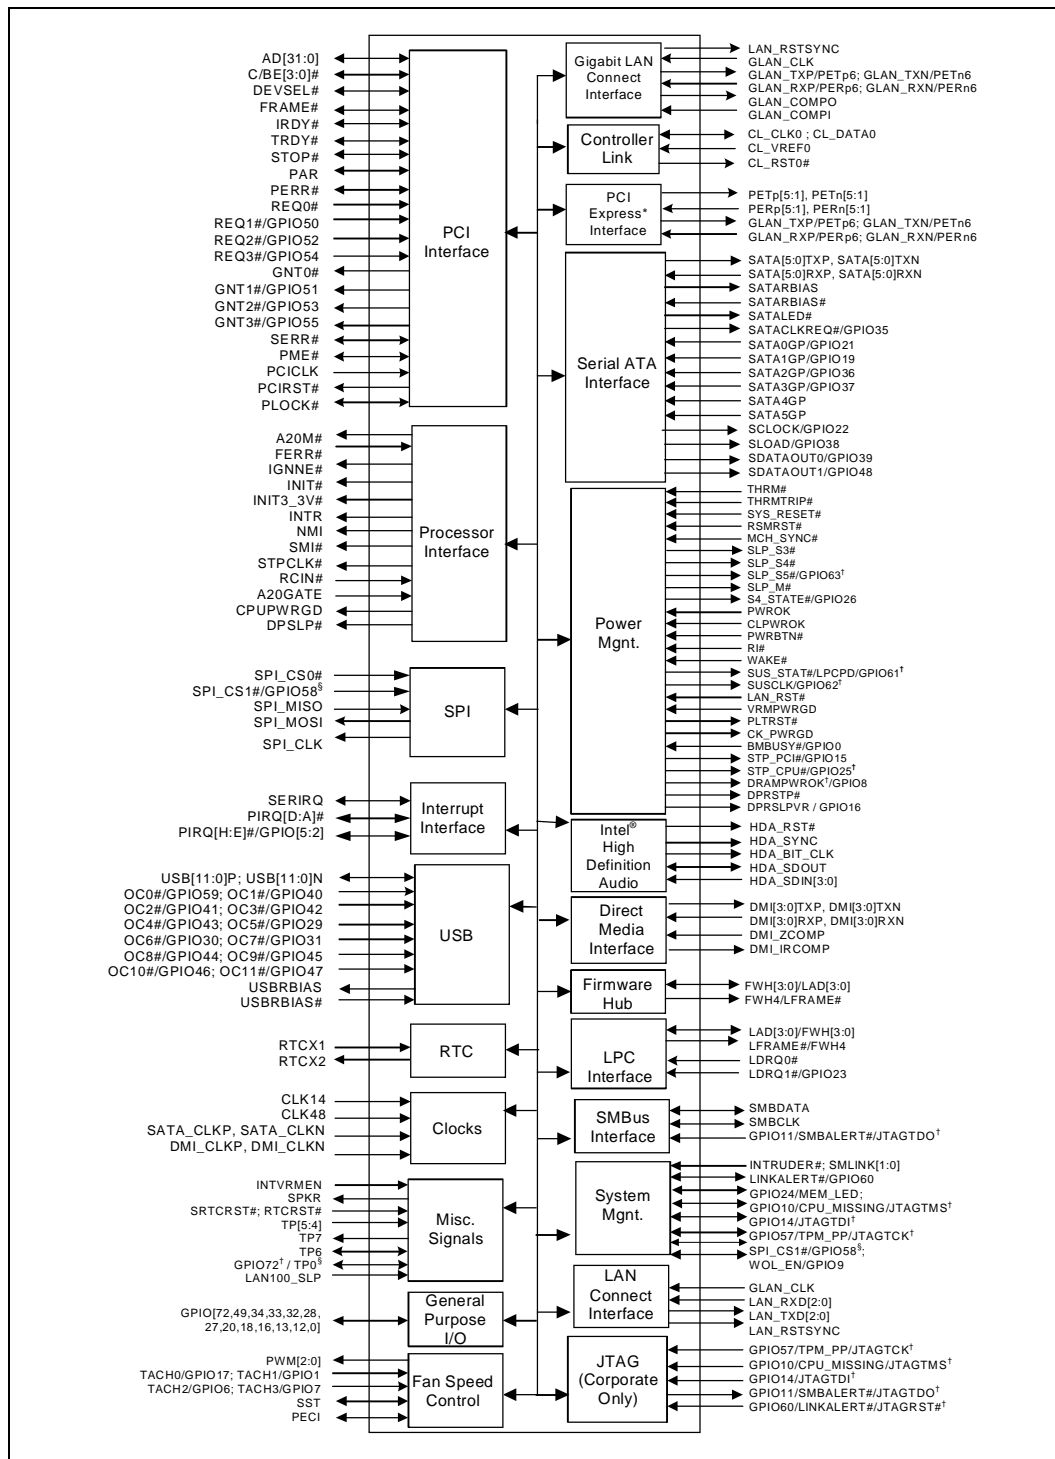 AD[31:0]
C/BE[3:0]#
DEVSEL#
FRAME#
IRDY#
TRDY#
STOP#
PAR
PERR#
REQ0#
REQ1#/GPIO50
REQ2#/GPIO52
REQ3#/GPIO54
GNT0#
GNT1#/GPIO51
GNT2#/GPIO53
GNT3#/GPIO55
SERR#
PME#
PCICLK
PCIRST#
PLOCK#
PCI
Interface
A20M#
FERR#
IGNNE#
INIT#
INIT3_3V#
INTR
NMI
SMI#
STPCLK#
RCIN#
A20GATE
CPUPWRGD
DPSLP#
Processor
Interface
SPI_CS0#
SPI_CS1#/GPIO58§
SPI_MISO
SPI_MOSI
SPI_CLK
SPI
SERIRQ
PIRQ[D:A]#
PIRQ[H:E]#/GPIO[5:2]
Interrupt
Interface
USB[11:0]P; USB[11:0]N
OC0#/GPIO59; OC1#/GPIO40
OC2#/GPIO41; OC3#/GPIO42
OC4#/GPIO43; OC5#/GPIO29
OC6#/GPIO30; OC7#/GPIO31
OC8#/GPIO44; OC9#/GPIO45
OC10#/GPIO46; OC11#/GPIO47
USBRBIAS
USBRBIAS#
USB
RTCX1
RTCX2
RTC
CLK14
CLK48
SATA_CLKP, SATA_CLKN
DMI_CLKP, DMI_CLKN
Clocks
INTVRMEN
SPKR
SRTCRST#; RTCRST#
TP[5:4]
TP7
TP6
GPIO72† / TP0§
LAN100_SLP
Misc.
Signals
GPIO[72,49,34,33,32,28,
27,20,18,16,13,12,0]
General
Purpose
I/O
PWM[2:0]
TACH0/GPIO17; TACH1/GPIO1
TACH2/GPIO6; TACH3/GPIO7
SST
PECI
Fan Speed
Control
Gigabit LAN
Connect
Interface
LAN_RSTSYNC
GLAN_CLK
GLAN_TXP/PETp6; GLAN_TXN/PETn6
GLAN_RXP/PERp6; GLAN_RXN/PERn6
GLAN_COMPO
GLAN_COMPI
Controller
Link
CL_CLK0 ; CL_DATA0
CL_VREF0
CL_RST0#
PCI
Express*
Interface
PETp[5:1], PETn[5:1]
PERp[5:1], PERn[5:1]
GLAN_TXP/PETp6; GLAN_TXN/PETn6
GLAN_RXP/PERp6; GLAN_RXN/PERn6
Serial ATA
Interface
SATA[5:0]TXP, SATA[5:0]TXN
SATA[5:0]RXP, SATA[5:0]RXN
SATARBIAS
SATARBIAS#
SATALED#
SATACLKREQ#/GPIO35
SATA0GP/GPIO21
SATA1GP/GPIO19
SATA2GP/GPIO36
SATA3GP/GPIO37
SATA4GP
SATA5GP
SCLOCK/GPIO22
SLOAD/GPIO38
SDATAOUT0/GPIO39
SDATAOUT1/GPIO48
Power
Mgnt.
THRM#
THRMTRIP#
SYS_RESET#
RSMRST#
MCH_SYNC#
SLP_S3#
SLP_S4#
SLP_S5#/GPIO63†
SLP_M#
S4_STATE#/GPIO26
PWROK
CLPWROK
PWRBTN#
RI#
WAKE#
SUS_STAT#/LPCPD/GPIO61†
SUSCLK/GPIO62†
LAN_RST#
VRMPWRGD
PLTRST#
CK_PWRGD
BMBUSY#/GPIO0
STP_PCI#/GPIO15
STP_CPU#/GPIO25†
DRAMPWROK†/GPIO8
DPRSTP#
DPRSLPVR / GPIO16
Intel®
High
Definition
Audio
HDA_RST#
HDA_SYNC
HDA_BIT_CLK
HDA_SDOUT
HDA_SDIN[3:0]
Direct
Media
Interface
DMI[3:0]TXP, DMI[3:0]TXN
DMI[3:0]RXP, DMI[3:0]RXN
DMI_ZCOMP
DMI_IRCOMP
Firmware
Hub
FWH[3:0]/LAD[3:0]
FWH4/LFRAME#
LPC
Interface
LAD[3:0]/FWH[3:0]
LFRAME#/FWH4
LDRQ0#
LDRQ1#/GPIO23
SMBus
Interface
SMBDATA
SMBCLK
GPIO11/SMBALERT#/JTAGTDO†
System
Mgnt.
INTRUDER#; SMLINK[1:0]
LINKALERT#/GPIO60
GPIO24/MEM_LED;
GPIO10/CPU_MISSING/JTAGTMS†
GPIO14/JTAGTDI†
GPIO57/TPM_PP/JTAGTCK†
SPI_CS1#/GPIO58§;
WOL_EN/GPIO9
LAN
Connect
Interface
GLAN_CLK
LAN_RXD[2:0]
LAN_TXD[2:0]
LAN_RSTSYNC
JTAG
(Corporate
Only)
GPIO57/TPM_PP/JTAGTCK†
GPIO10/CPU_MISSING/JTAGTMS†
GPIO14/JTAGTDI†
GPIO11/SMBALERT#/JTAGTDO†
GPIO60/LINKALERT#/JTAGRST#†